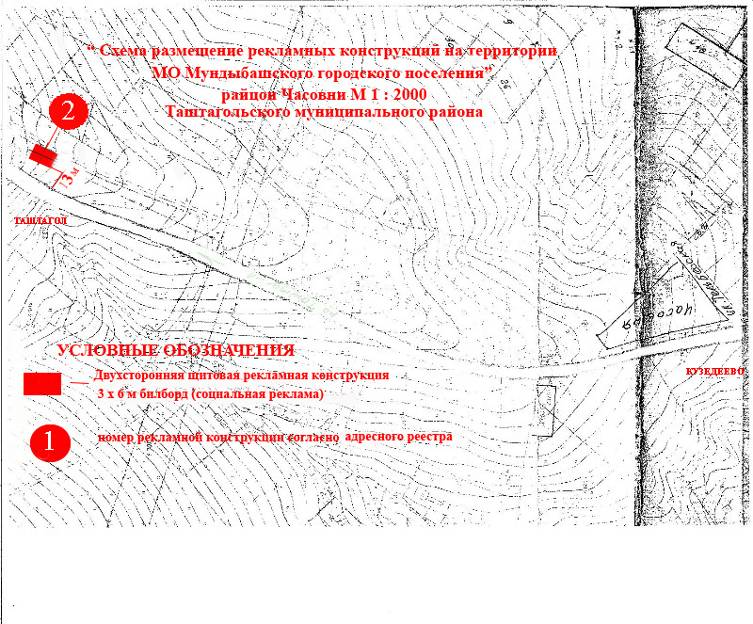 “ Схема размещение рекламных конструкций на территории
МО Мундыбашского городского поселения”
райпон Часовни М 1 : 2000
Таштагольского муниципального района
2
3 м
ТАШТАГОЛ
Часовня
УСЛОВНЫЕ ОБОЗНАЧЕНИЯ
КУЗЕДЕЕВО
Двухсторонняя щитовая рекламная конструкция
3 х 6 м билборд (социальная реклама)
1
номер рекламной конструкции согласно адресного реестра